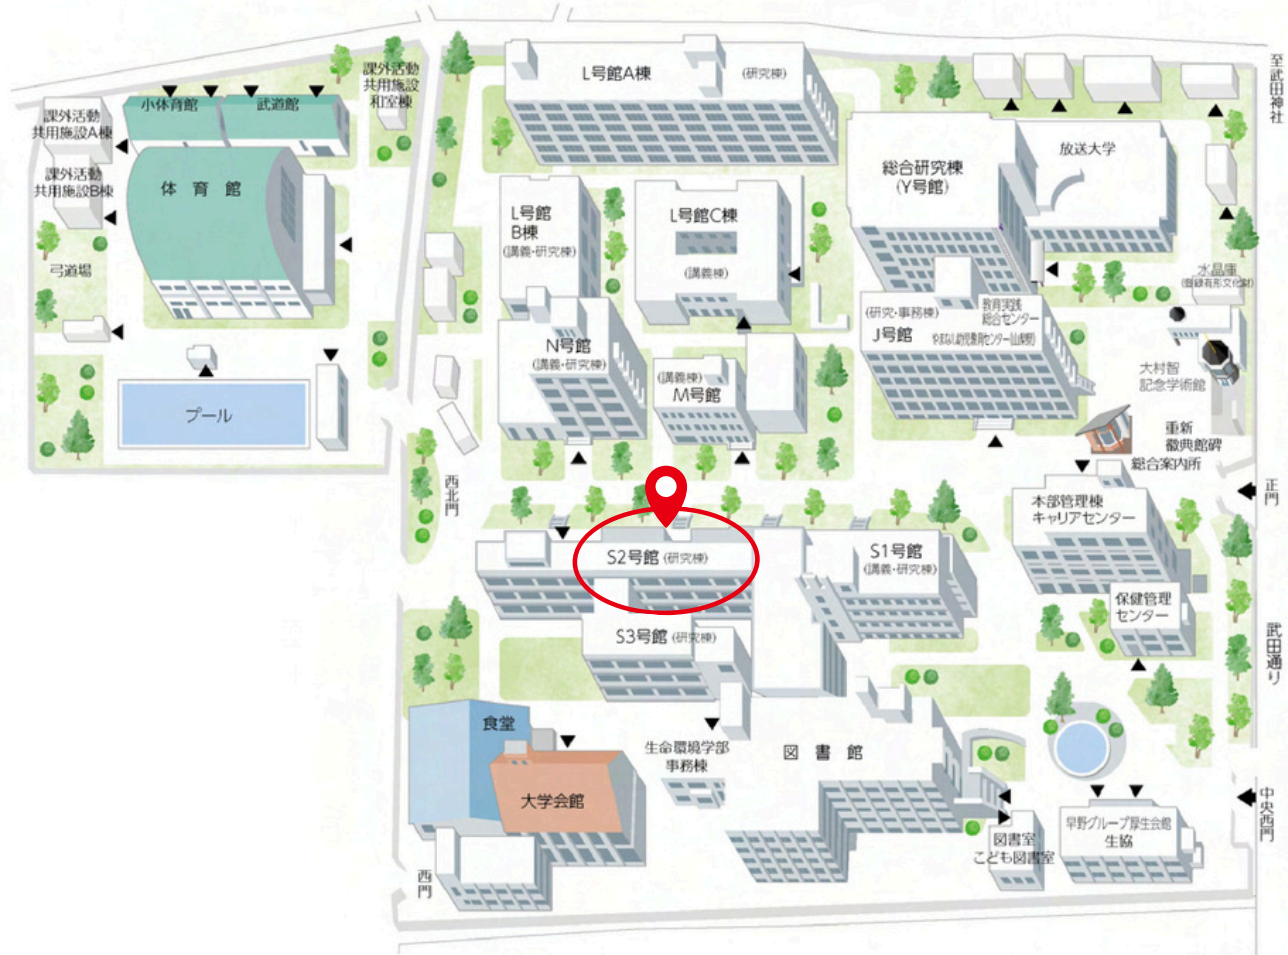 L号館A棟
(研究棟)
至武田神社
課外活動
共用施設
和室棟
小体育館
武道館
課外活動
共用施設A棟
課外活動
共用施設B棟
体育館
弓道場
プール
総合研究棟
(Y号館)
放送大学
L号館
B棟
(講義・研究棟)
L号館C棟
(講義棟)
水晶庫
(登録有形文化財)
(研究・事務棟)
J号館
教育実践
総合センター
N号館
(講義・研究棟)
(講義棟)
M号館
大村智
記念学術館
重新
徽典館碑
総合案内所
西北門
正門
本部管理棟
キャリアセンター
S2号館(研究棟)
S1号館
(講義・研究棟)
保健管理
センター
S3号館(研究棟)
武田通り
食堂
大学会館
生命環境学部
事務棟
図書館
中央西門
早野グループ厚生会館
生協
図書室
こども図書室
西門